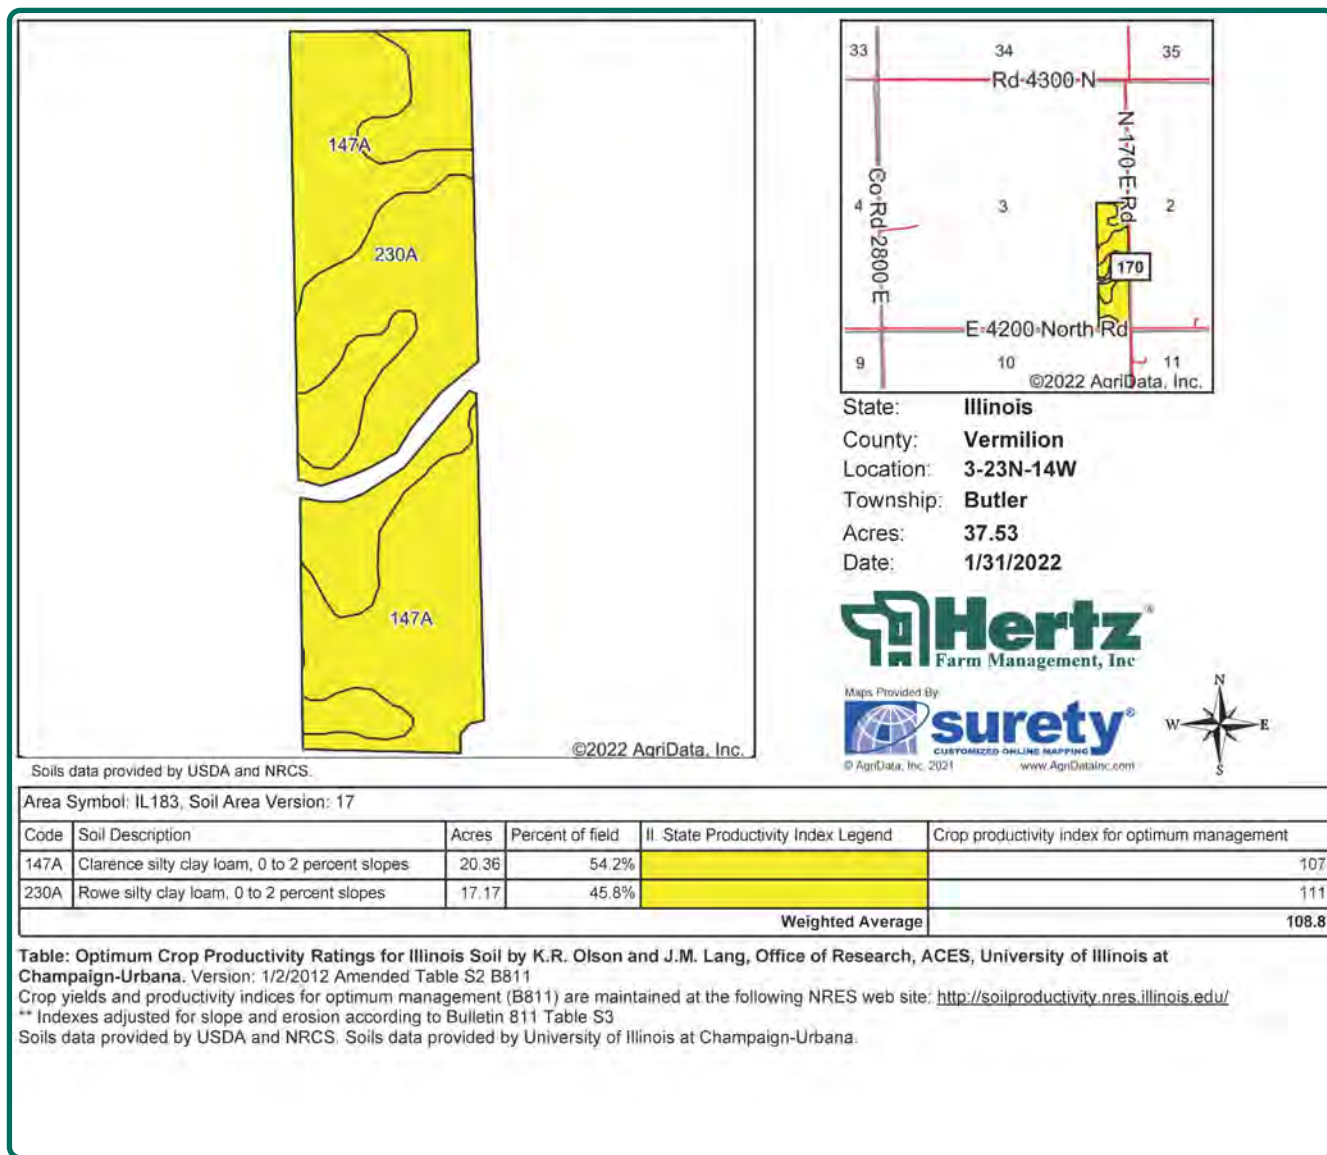 147A
230A
147A
©2022 AgriData, Inc.
Soils data provided by USDA and NRCS.
33
34
35
Rd 4300 N
N 170 E Rd
Co Rd 2800 E
4
3
2
170
E 4200 North Rd
r
9
10
11
©2022 AgriData, Inc.
State: Illinois
County: Vermilion
Location: 3-23N-14W
Township: Butler
Acres: 37.53
Date: 1/31/2022
Hertz®
Farm Management, Inc
Maps Provided By:
surety®
CUSTOMIZED ONLINE MAPPING
© AgriData, Inc. 2021 www.AgriDataInc.com
N
W E
S
Area Symbol: IL183, Soil Area Version: 17
Code Soil Description Acres Percent of field II. State Productivity Index Legend Crop productivity index for optimum management
147A Clarence silty clay loam, 0 to 2 percent slopes 20.36 54.2% 107
230A Rowe silty clay loam, 0 to 2 percent slopes 17.17 45.8% 111
Weighted Average 108.8
Table: Optimum Crop Productivity Ratings for Illinois Soil by K.R. Olson and J.M. Lang, Office of Research, ACES, University of Illinois at
Champaign-Urbana. Version: 1/2/2012 Amended Table S2 B811
Crop yields and productivity indices for optimum management (B811) are maintained at the following NRES web site: http://soilproductivity.nres.illinois.edu/
** Indexes adjusted for slope and erosion according to Bulletin 811 Table S3
Soils data provided by USDA and NRCS. Soils data provided by University of Illinois at Champaign-Urbana.